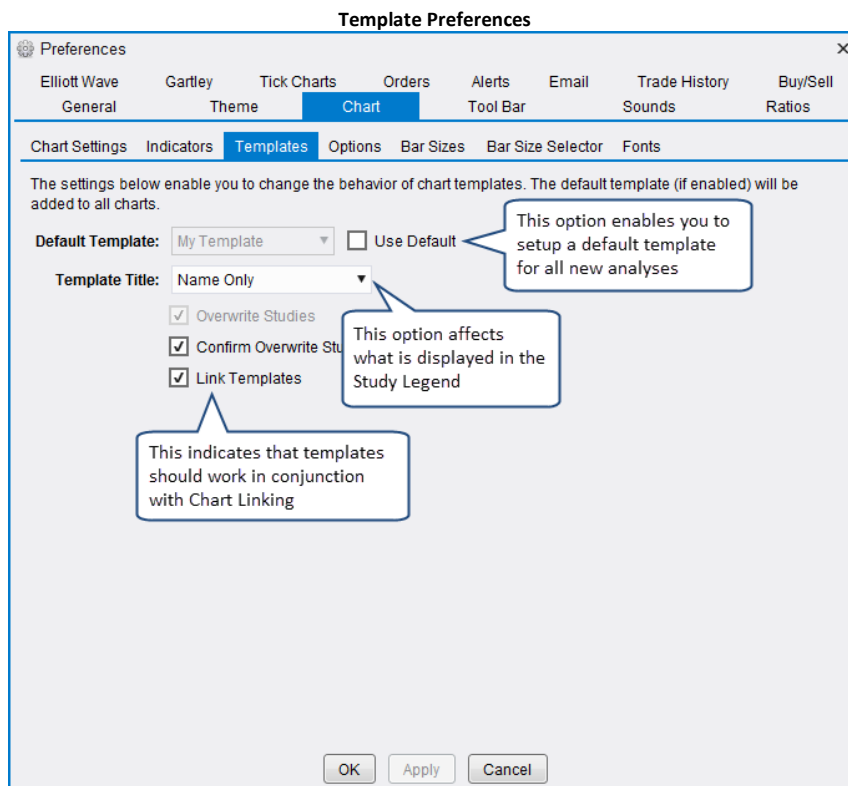 Template Preferences
Preferences
Elliott Wave Gartley Tick Charts Orders Alerts Email Trade History Buy/Sell
General Theme Chart Tool Bar Sounds Ratios
Chart Settings Indicators Templates Options Bar Sizes Bar Size Selector Fonts
The settings below enable you to change the behavior of chart templates. The default template (if enabled) will be
added to all charts.
Default Template: My Template Use Default
This option enables you to
setup a default template
for all new analyses
Template Title: Name Only
Overwrite Studies
Confirm Overwrite Stu
Link Templates
This option affects
what is displayed in the
Study Legend
This indicates that templates
should work in conjunction
with Chart Linking
OK Apply Cancel